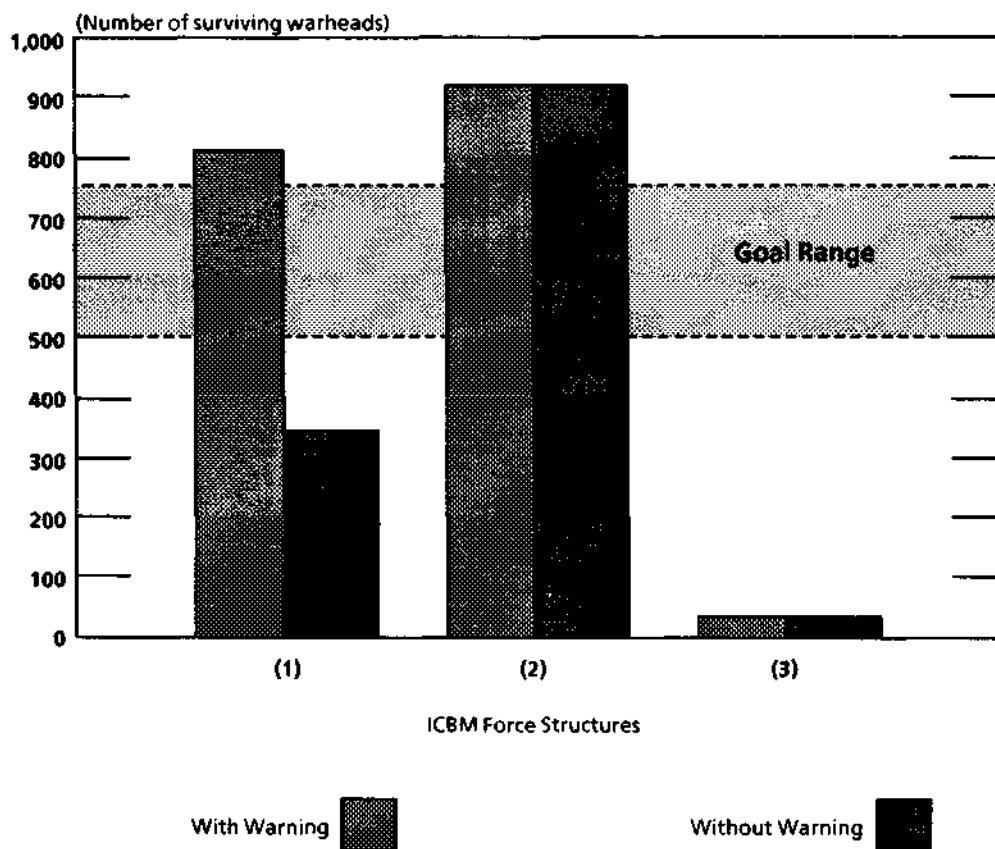 (Number of surviving warheads)
1,000
900
800
700
600
500
400
300
200
100
0
Goal Range
(1) (2) (3)
ICBM Force Structures
With Warning Without Warning